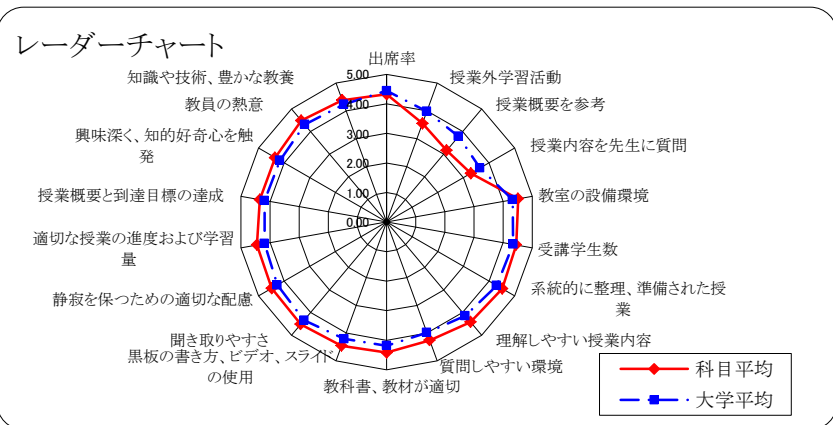 レーダーチャート
出席率
授業外学習活動
授業概要を参考
授業内容を先生に質問
教室の設備環境
受講学生数
系統的に整理、準備された授
業
理解しやすい授業内容
質問しやすい環境
教科書、教材が適切
黒板の書き方、ビデオ、スライド
の使用
聞き取りやすさ
静寂を保つための適切な配慮
適切な授業の進度および学習
量
授業概要と到達目標の達成
興味深く、知的好奇心を触
発
教員の熱意
知識や技術、豊かな教養
5.00
4.00
3.00
2.00
1.00
0.00
科目平均
大学平均